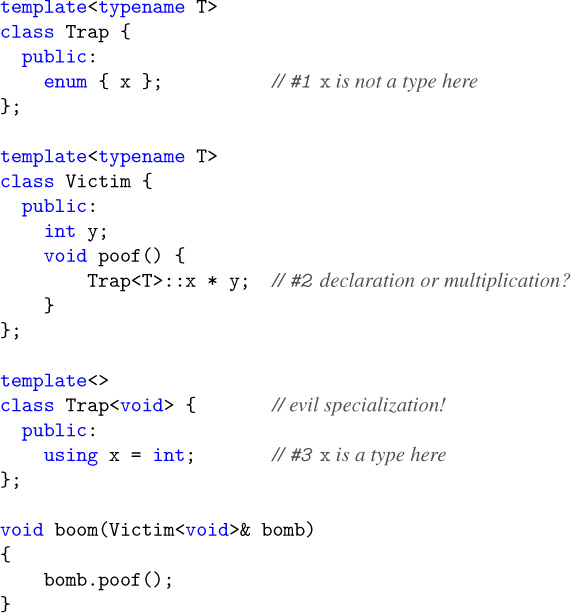 template<typename T>
class Trap {
  public:
    enum { x };          // #1 x is not a type here
};

template<typename T>
class Victim {
  public:
    int y;
    void poof() {
        Trap<T>::x * y;  // #2 declaration or multiplication?
    }
};

template<>
class Trap<void> {       // evil specialization!
  public:
    using x = int;       // #3 x is a type here
};

void boom(Victim<void>& bomb)
{
    bomb.poof();
}